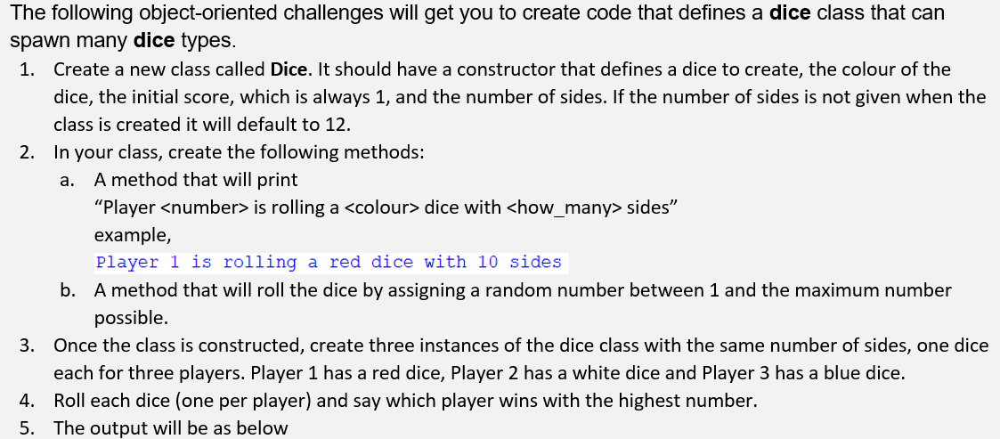 The following object-oriented challenges will get you to create code that defines a dice class that can
spawn many dice types.
1. Create a new class called Dice. It should have a constructor that defines a dice to create, the colour of the
dice, the initial score, which is always 1, and the number of sides. If the number of sides is not given when the
class is created it will default to 12.
2. In your class, create the following methods:
a. A method that will print
“Player <number> is rolling a <colour> dice with <how_many> sides”
example,
Player 1 is rolling a red dice with 10 sides
b. A method that will roll the dice by assigning a random number between 1 and the maximum number
possible.
3. Once the class is constructed, create three instances of the dice class with the same number of sides, one dice
each for three players. Player 1 has a red dice, Player 2 has a white dice and Player 3 has a blue dice.
4. Roll each dice (one per player) and say which player wins with the highest number.
5. The output will be as below